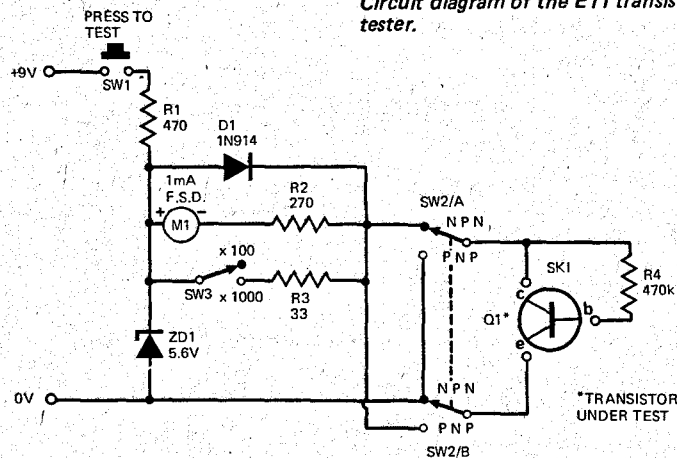 Circuit diagram of the ETI transis
tester.
PRESS TO
TEST
+9V
SW1
R1
470
D1
1N914
1mA
F.S.D.
+
M1
−
R2
270
SW2/A
NPN
PNP
x 100
SW3
x 1000
R3
33
SKI
c
Q1*
b
e
R4
470k
ZD1
5.6V
0V
NPN
PNP
SW2/B
*TRANSISTOR
UNDER TEST